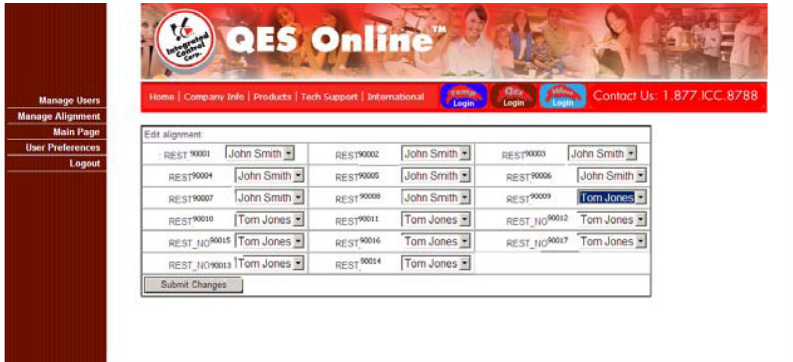 Integrated
Control
Corp.
QES Online™
Home | Company Info | Products | Tech Support | International
Temp
Login
QES
Login
Login
Contact Us: 1.877.ICC.8788
Manage Users
Manage Alignment
Main Page
User Preferences
Logout
Edit alignment:
: REST 90001 John Smith REST90002 John Smith REST90003 John Smith
REST90004 John Smith REST90005 John Smith REST90006 John Smith
REST90007 John Smith REST90008 John Smith REST90009 Tom Jones
REST90010 Tom Jones REST90011 Tom Jones REST_NO90012 Tom Jones
REST_NO90015 Tom Jones REST_90016 Tom Jones REST_NO90017 Tom Jones
REST_NO90013 Tom Jones REST_90014 Tom Jones
Submit Changes